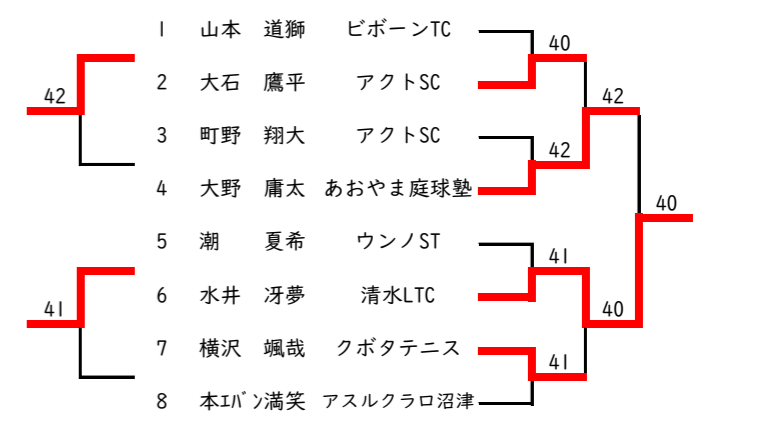 1 山本 道獅 ビボーンTC
40
2 大石 鷹平 アクトSC
42
42
3 町野 翔大 アクトSC
42
4 大野 庸太 あおやま庭球塾
40
5 潮 夏希 ウンノST
41
6 水井 冴夢 清水LTC
41
40
7 横沢 颯哉 クボタテニス
41
8 本ｴﾊﾞﾝ満笑 アスルクラロ沼津